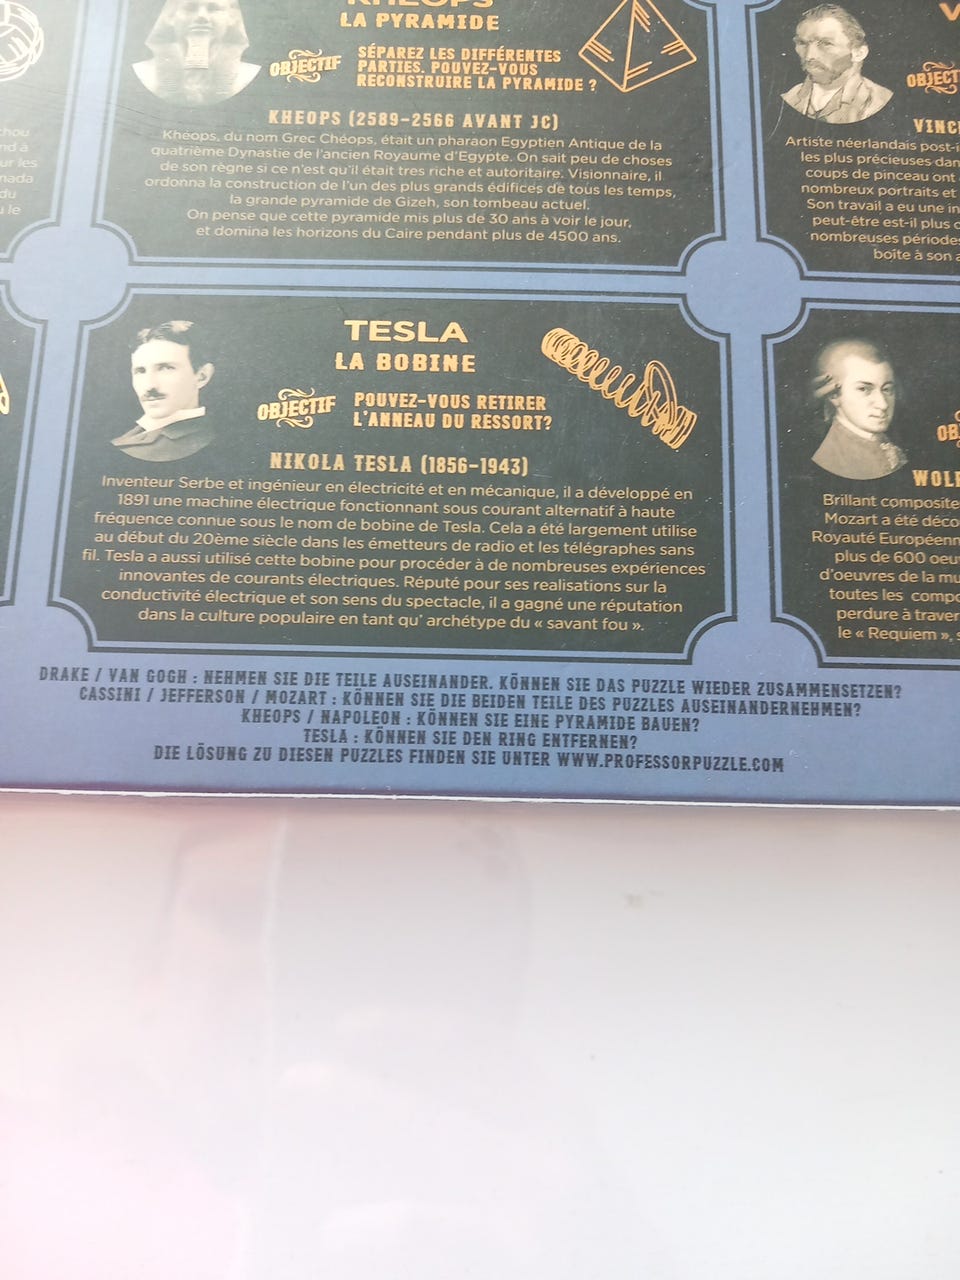 KHEOPS
LA PYRAMIDE
OBJECTIF
SÉPAREZ LES DIFFÉRENTES
PARTIES, POUVEZ-VOUS
RECONSTRUIRE LA PYRAMIDE ?
KHEOPS (2589-2566 AVANT JC)
Khéops, du nom Grec Chéops, était un pharaon Egyptien Antique de la
quatrième Dynastie de l'ancien Royaume d'Egypte. On sait peu de choses
de son règne si ce n'est qu'il était tres riche et autoritaire. Visionnaire, il
ordonna la construction de l'un des plus grands édifices de tous les temps,
la grande pyramide de Gizeh, son tombeau actuel.
On pense que cette pyramide mis plus de 30 ans à voir le jour,
et domina les horizons du Caire pendant plus de 4500 ans.
V
OBJECT
VINC
Artiste néerlandais post-i
les plus précieuses dan
coups de pinceau ont
nombreux portraits et
Son travail a eu une in
peut-être est-il plus c
nombreuses périodes
boîte à son a
chou
nd à
ur les
nada
du
u le
TESLA
LA BOBINE
OBJECTIF
POUVEZ-VOUS RETIRER
L'ANNEAU DU RESSORT?
NIKOLA TESLA (1856-1943)
Inventeur Serbe et ingénieur en électricité et en mécanique, il a développé en
1891 une machine électrique fonctionnant sous courant alternatif à haute
fréquence connue sous le nom de bobine de Tesla. Cela a été largement utilise
au début du 20ème siècle dans les émetteurs de radio et les télégraphes sans
fil. Tesla a aussi utilisé cette bobine pour procéder à de nombreuses expériences
innovantes de courants électriques. Réputé pour ses realisations sur la
conductivité électrique et son sens du spectacle, il a gagné une réputation
dans la culture populaire en tant qu' archétype du « savant fou ».
OB
WOLF
Brillant composite
Mozart a été déco
Royauté Européenn
plus de 600 oeu
d'oeuvres de la mu
toutes les compo
perdure à traver
le « Requiem », s
DRAKE / VAN GOGH : NEHMEN SIE DIE TEILE AUSEINANDER. KÖNNEN SIE DAS PUZZLE WIEDER ZUSAMMENSETZEN?
CASSINI / JEFFERSON / MOZART : KÖNNEN SIE DIE BEIDEN TEILE DES PUZZLES AUSEINANDERNEHMEN?
KHEOPS / NAPOLEON : KÖNNEN SIE EINE PYRAMIDE BAUEN?
TESLA : KÖNNEN SIE DEN RING ENTFERNEN?
DIE LÖSUNG ZU DIESEN PUZZLES FINDEN SIE UNTER WWW.PROFESSORPUZZLE.COM